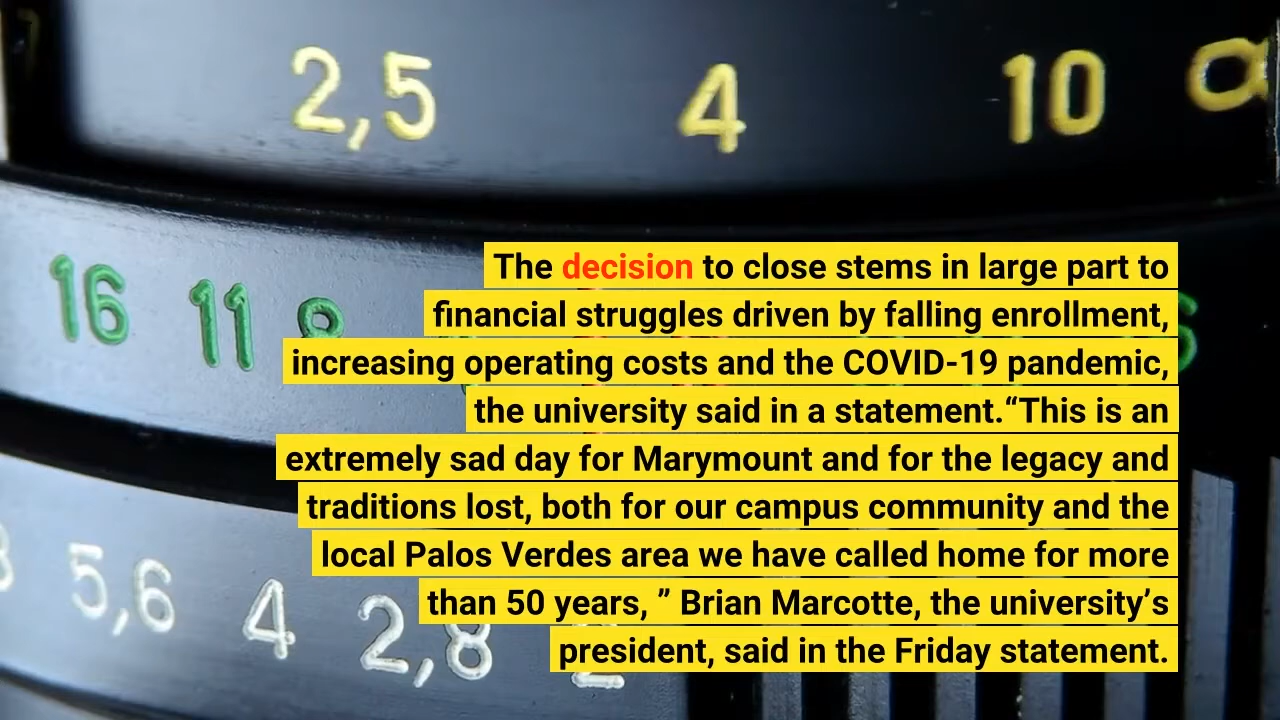 2,5 4 10 α
16 11 8
The decision to close stems in large part to
financial struggles driven by falling enrollment,
increasing operating costs and the COVID-19 pandemic,
the university said in a statement.“This is an
extremely sad day for Marymount and for the legacy and
traditions lost, both for our campus community and the
local Palos Verdes area we have called home for more
than 50 years, ” Brian Marcotte, the university’s
president, said in the Friday statement.
5,6 4 2,8 2